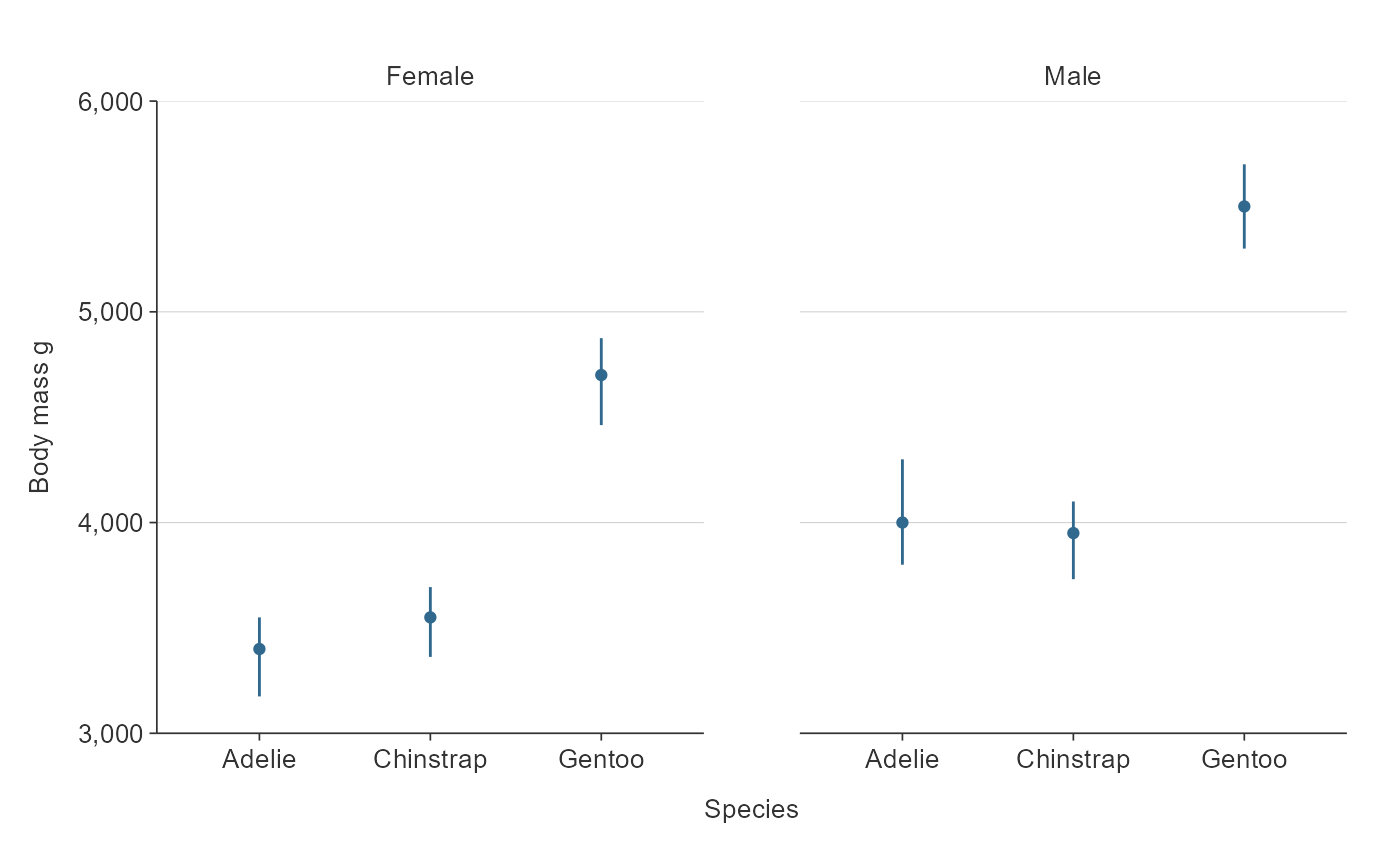 Female Male
6,000
5,000
4,000
3,000
Body mass g
Adelie Chinstrap Gentoo Adelie Chinstrap Gentoo
Species